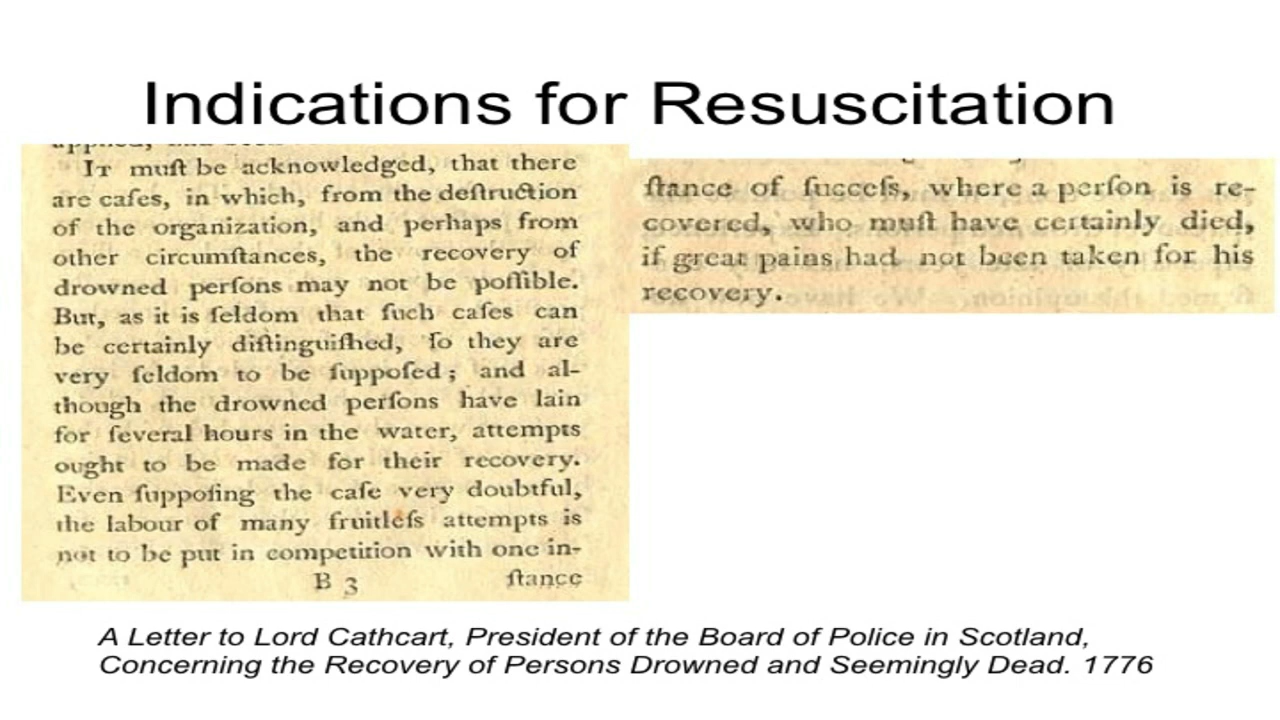 Indications for Resuscitation
It muſt be acknowledged, that there
are caſes, in which, from the deſtruction
of the organization, and perhaps from
other circumſtances, the recovery of
drowned perſons may not be poſſible.
But, as it is ſeldom that ſuch caſes can
be certainly diſtinguiſhed, ſo they are
very ſeldom to be ſuppoſed; and al-
though the drowned perſons have lain
for ſeveral hours in the water, attempts
ought to be made for their recovery.
Even ſuppoſing the caſe very doubtful,
the labour of many fruitleſs attempts is
not to be put in competition with one in-
B 3 ſtance
ſtance of ſucceſs, where a perſon is re-
covered, who muſt have certainly died,
if great pains had not been taken for his
recovery.
A Letter to Lord Cathcart, President of the Board of Police in Scotland,
Concerning the Recovery of Persons Drowned and Seemingly Dead. 1776